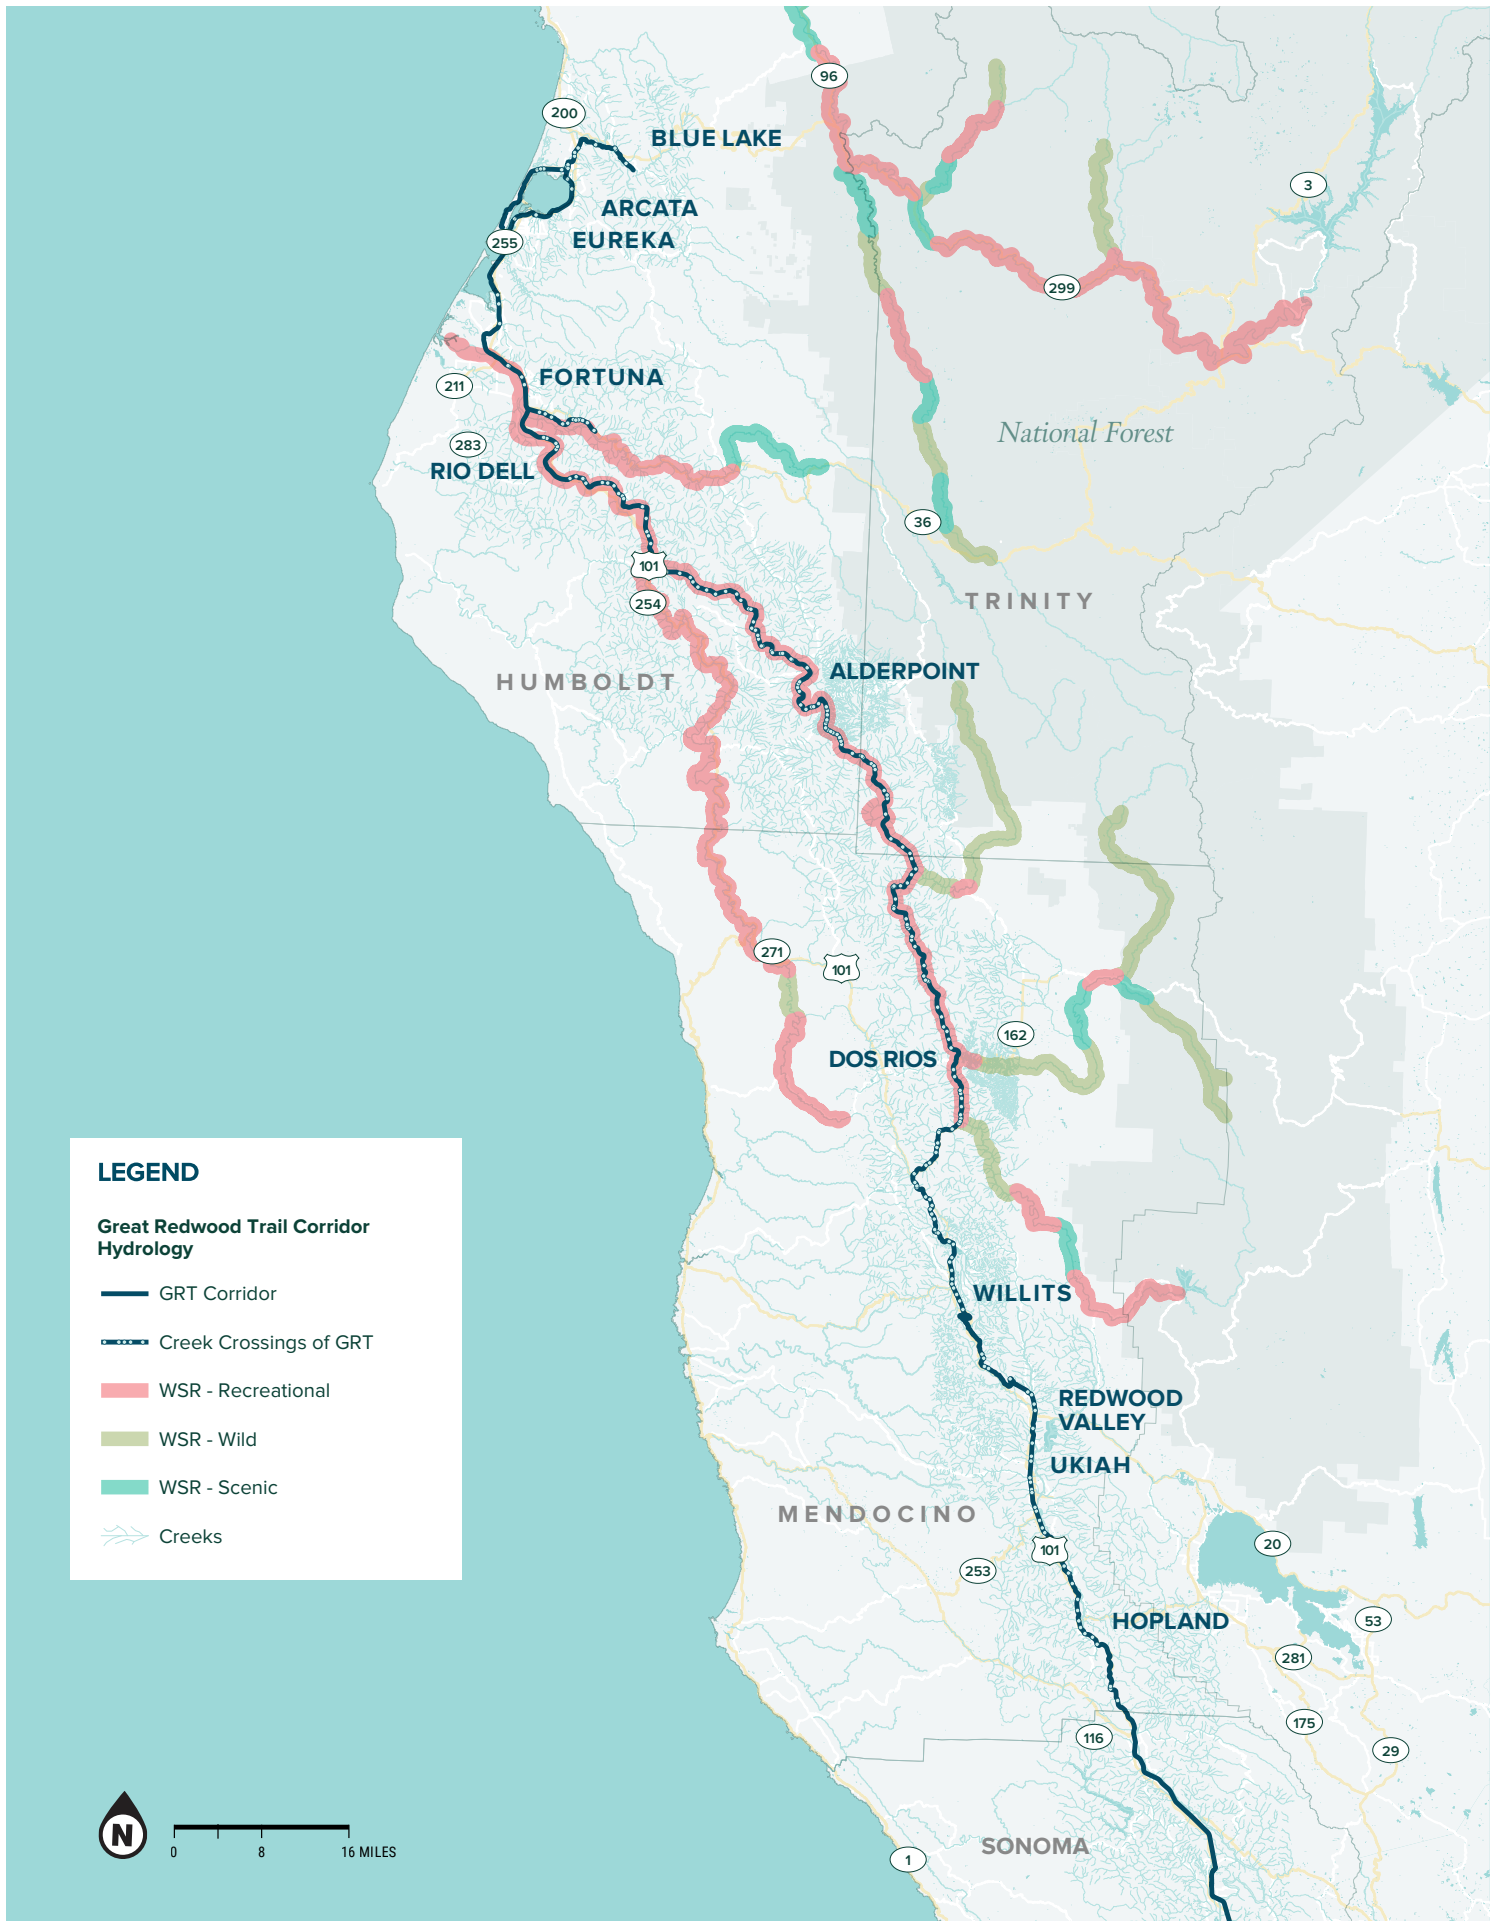 96
200
BLUE LAKE
3
ARCATA
255
EUREKA
299
FORTUNA
211
283
National Forest
RIO DELL
36
101
254
TRINITY
HUMBOLDT
ALDERPOINT
271
101
162
DOS RIOS
LEGEND
Great Redwood Trail Corridor
Hydrology
GRT Corridor
Creek Crossings of GRT
WSR - Recreational
WSR - Wild
WSR - Scenic
Creeks
WILLITS
REDWOOD
VALLEY
UKIAH
MENDOCINO
101
20
253
HOPLAND
53
281
175
116
29
SONOMA
1
N
0 8 16 MILES